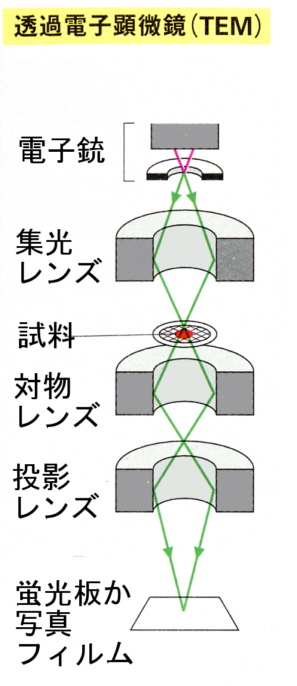 透過電子顕微鏡(TEM)
電子銃
集光
レンズ
試料
対物
レンズ
投影
レンズ
蛍光板か
写真
フィルム